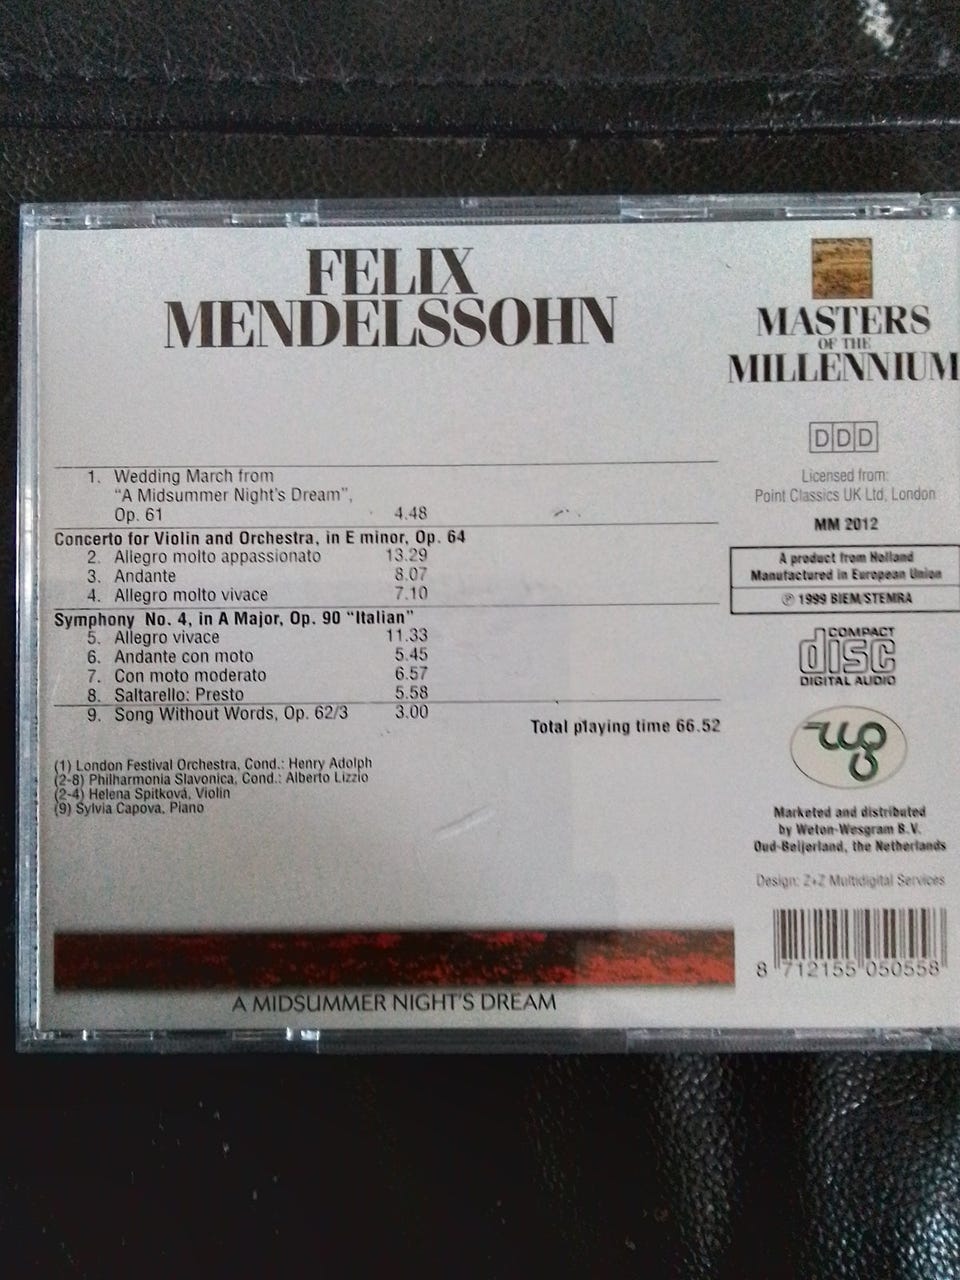 FELIX
MENDELSSOHN
1. Wedding March from
“A Midsummer Night's Dream”,
Op. 61 4.48
Concerto for Violin and Orchestra, in E minor, Op. 64
2. Allegro molto appassionato 13.29
3. Andante 8.07
4. Allegro molto vivace 7.10
Symphony No. 4, in A Major, Op. 90 “Italian”
5. Allegro vivace 11.33
6. Andante con moto 5.45
7. Con moto moderato 6.57
8. Saltarello: Presto 5.58
9. Song Without Words, Op. 62/3 3.00
Total playing time 66.52
(1) London Festival Orchestra, Cond.: Henry Adolph
(2-8) Philharmonia Slavonica, Cond.: Alberto Lizzio
(2-4) Helena Spitková, Violin
(9) Sylvia Capova, Piano
A MIDSUMMER NIGHT'S DREAM
MASTERS
OF THE
MILLENNIUM
DDD
Licensed from:
Point Classics UK Ltd, London
MM 2012
A product from Holland
Manufactured in European Union
℗ 1999 BIEM/STEMRA
COMPACT
disc
DIGITAL AUDIO
Marketed and distributed
by Weton-Wesgram B.V.
Oud-Beijerland, the Netherlands
Design: Z+Z Multidigital Services
8 712155 050558